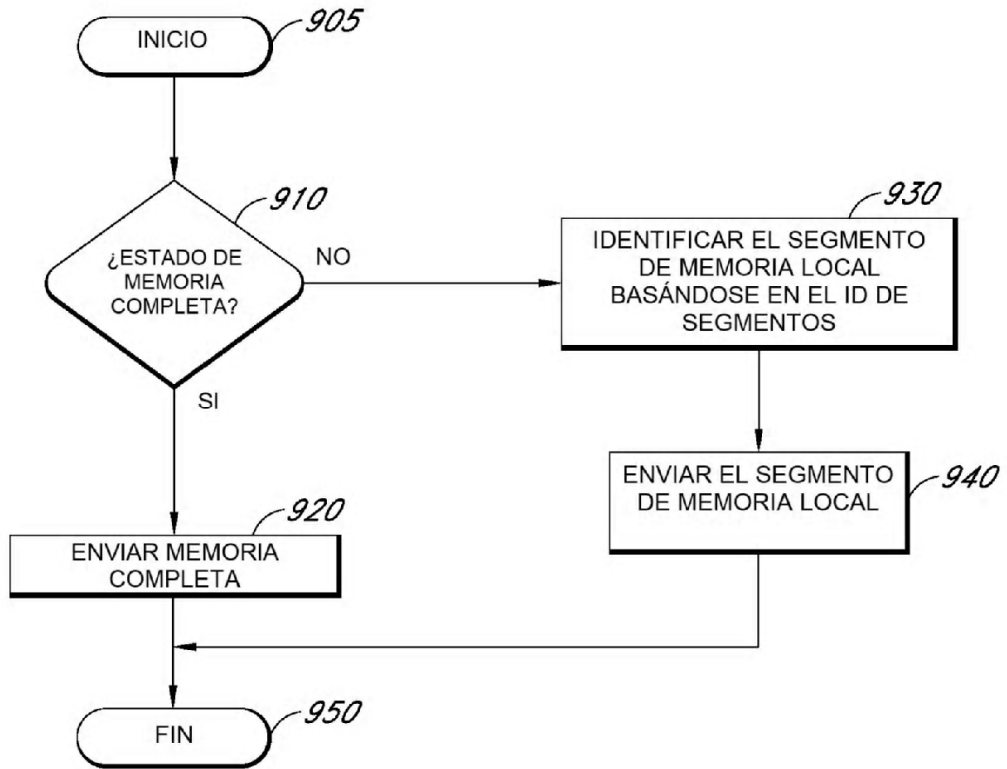 INICIO
905
910
¿ESTADO DE
MEMORIA
COMPLETA?
NO
SI
930
IDENTIFICAR EL SEGMENTO
DE MEMORIA LOCAL
BASÁNDOSE EN EL ID DE
SEGMENTOS
ENVIAR EL SEGMENTO
DE MEMORIA LOCAL
940
920
ENVIAR MEMORIA
COMPLETA
FIN
950